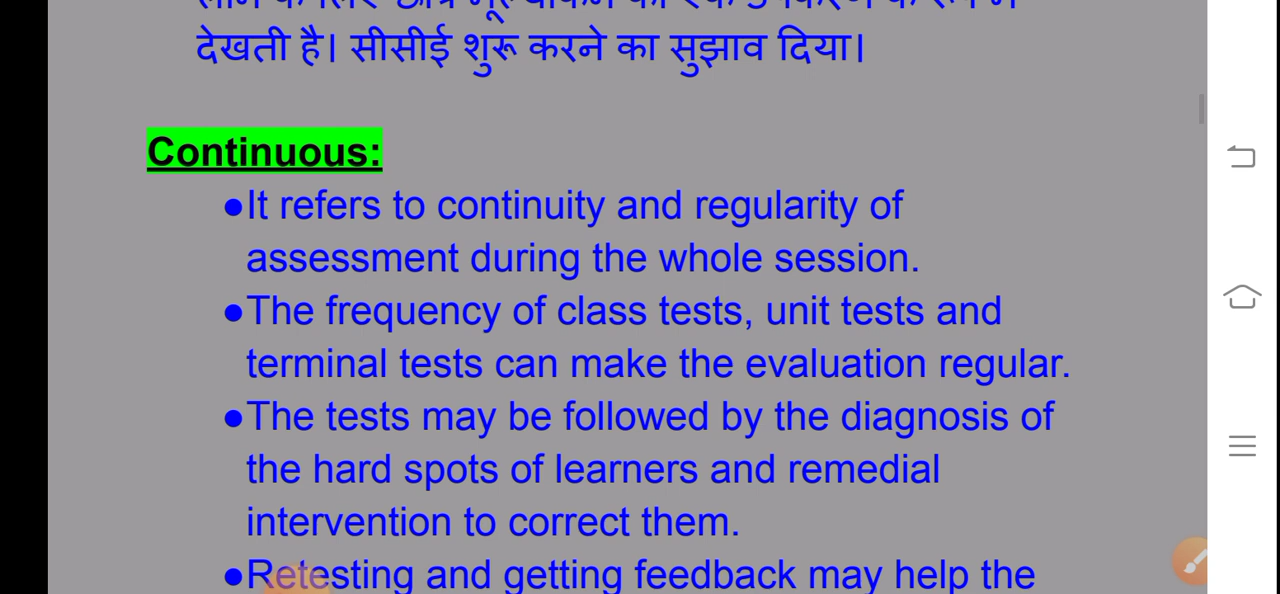 देखती है। सीसीई शुरू करने का सुझाव दिया।
Continuous:
●It refers to continuity and regularity of
assessment during the whole session.
●The frequency of class tests, unit tests and
terminal tests can make the evaluation regular.
●The tests may be followed by the diagnosis of
the hard spots of learners and remedial
intervention to correct them.
●Retesting and getting feedback may help the